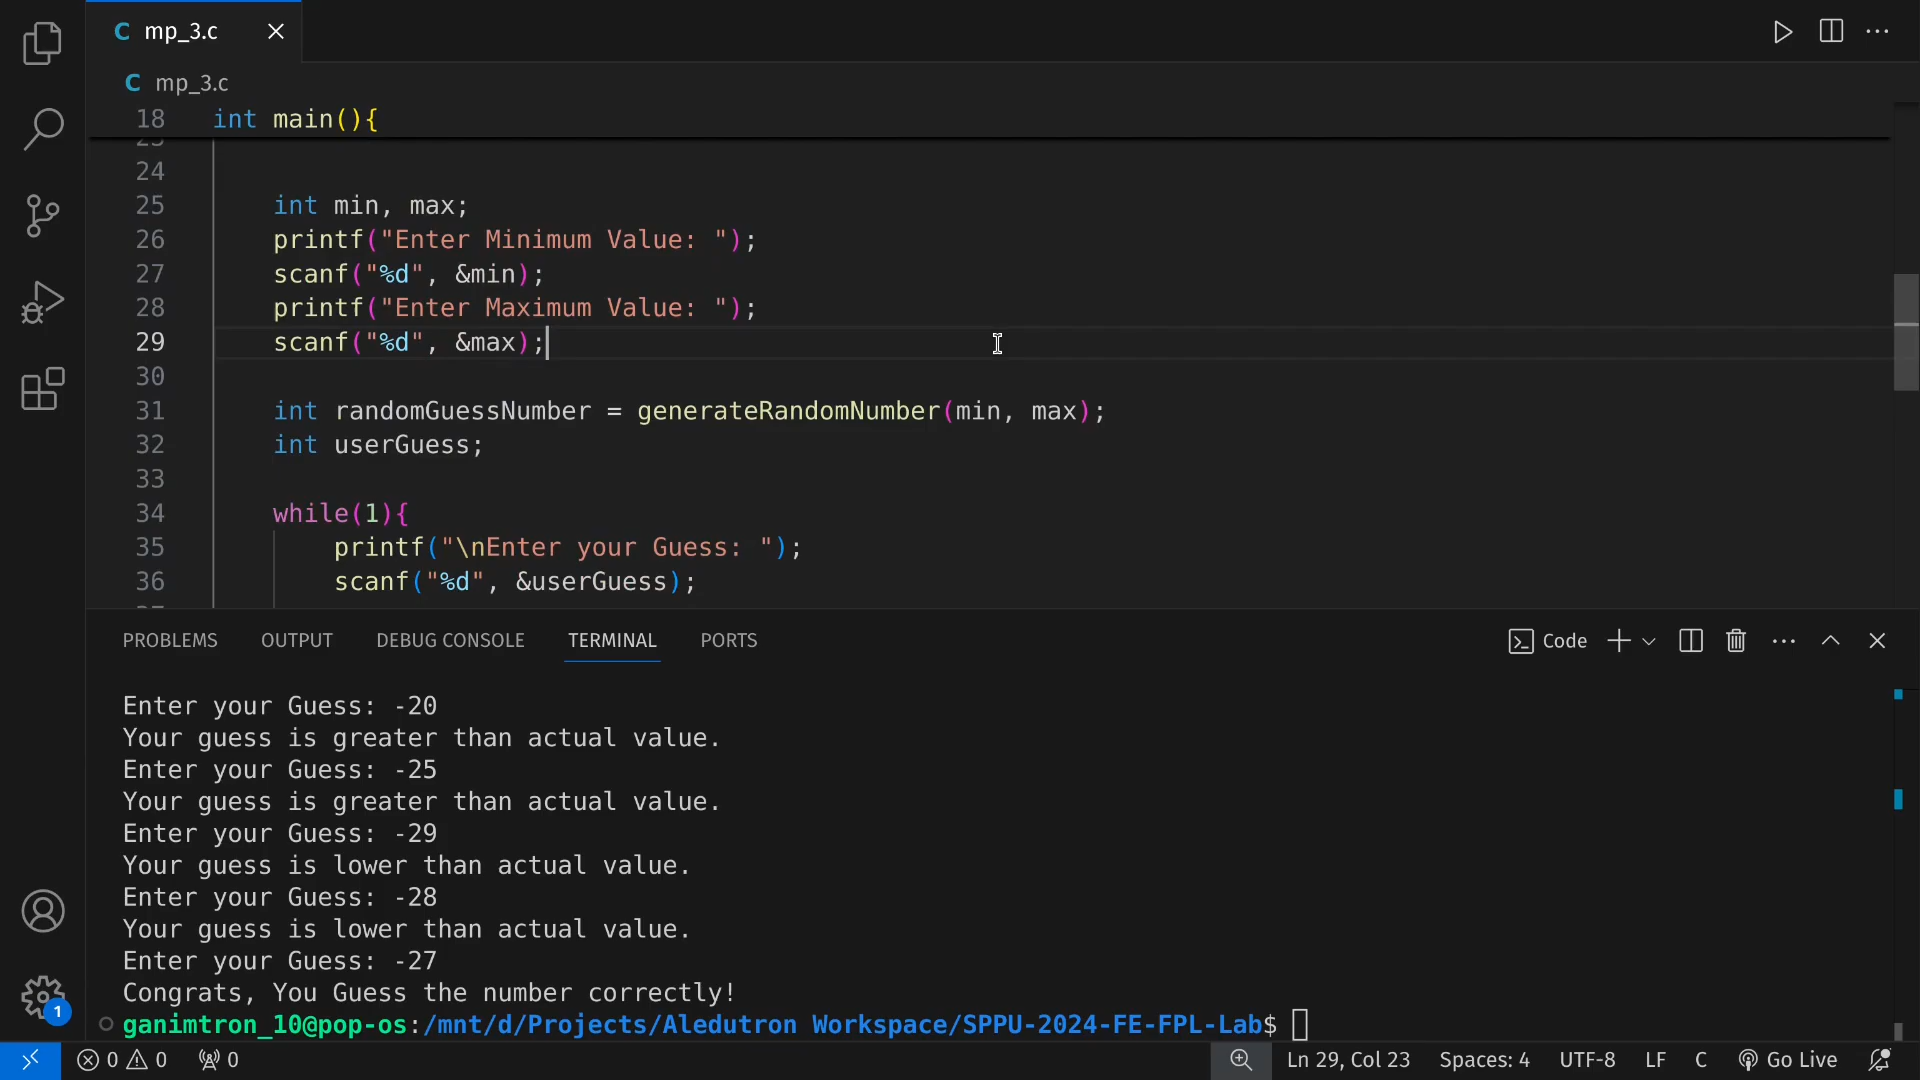 C mp_3.c
C mp_3.c
18 int main(){
24
25 int min, max;
26 printf("Enter Minimum Value: ");
27 scanf("%d", &min);
28 printf("Enter Maximum Value: ");
29 scanf("%d", &max);
30
31 int randomGuessNumber = generateRandomNumber(min, max);
32 int userGuess;
33
34 while(1){
35 printf("\nEnter your Guess: ");
36 scanf("%d", &userGuess);
PROBLEMS OUTPUT DEBUG CONSOLE TERMINAL PORTS Code
Enter your Guess: -20
Your guess is greater than actual value.
Enter your Guess: -25
Your guess is greater than actual value.
Enter your Guess: -29
Your guess is lower than actual value.
Enter your Guess: -28
Your guess is lower than actual value.
Enter your Guess: -27
Congrats, You Guess the number correctly!
ganimtron_10@pop-os:/mnt/d/Projects/Aledutron Workspace/SPPU-2024-FE-FPL-Lab$
1
0 0 0 Ln 29, Col 23 Spaces: 4 UTF-8 LF C Go Live